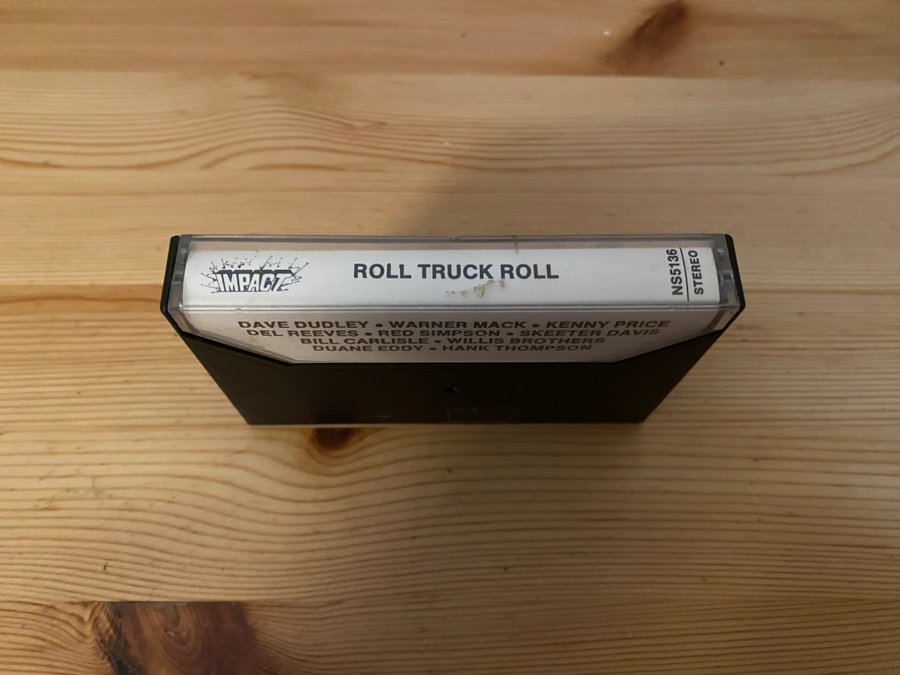 IMPACT
ROLL TRUCK ROLL
NS5136
STEREO
DAVE DUDLEY • WARNER MACK • KENNY PRICE
DEL REEVES • RED SIMPSON • SKEETER DAVIS
BILL CARLISLE • WILLIS BROTHERS
DUANE EDDY • HANK THOMPSON